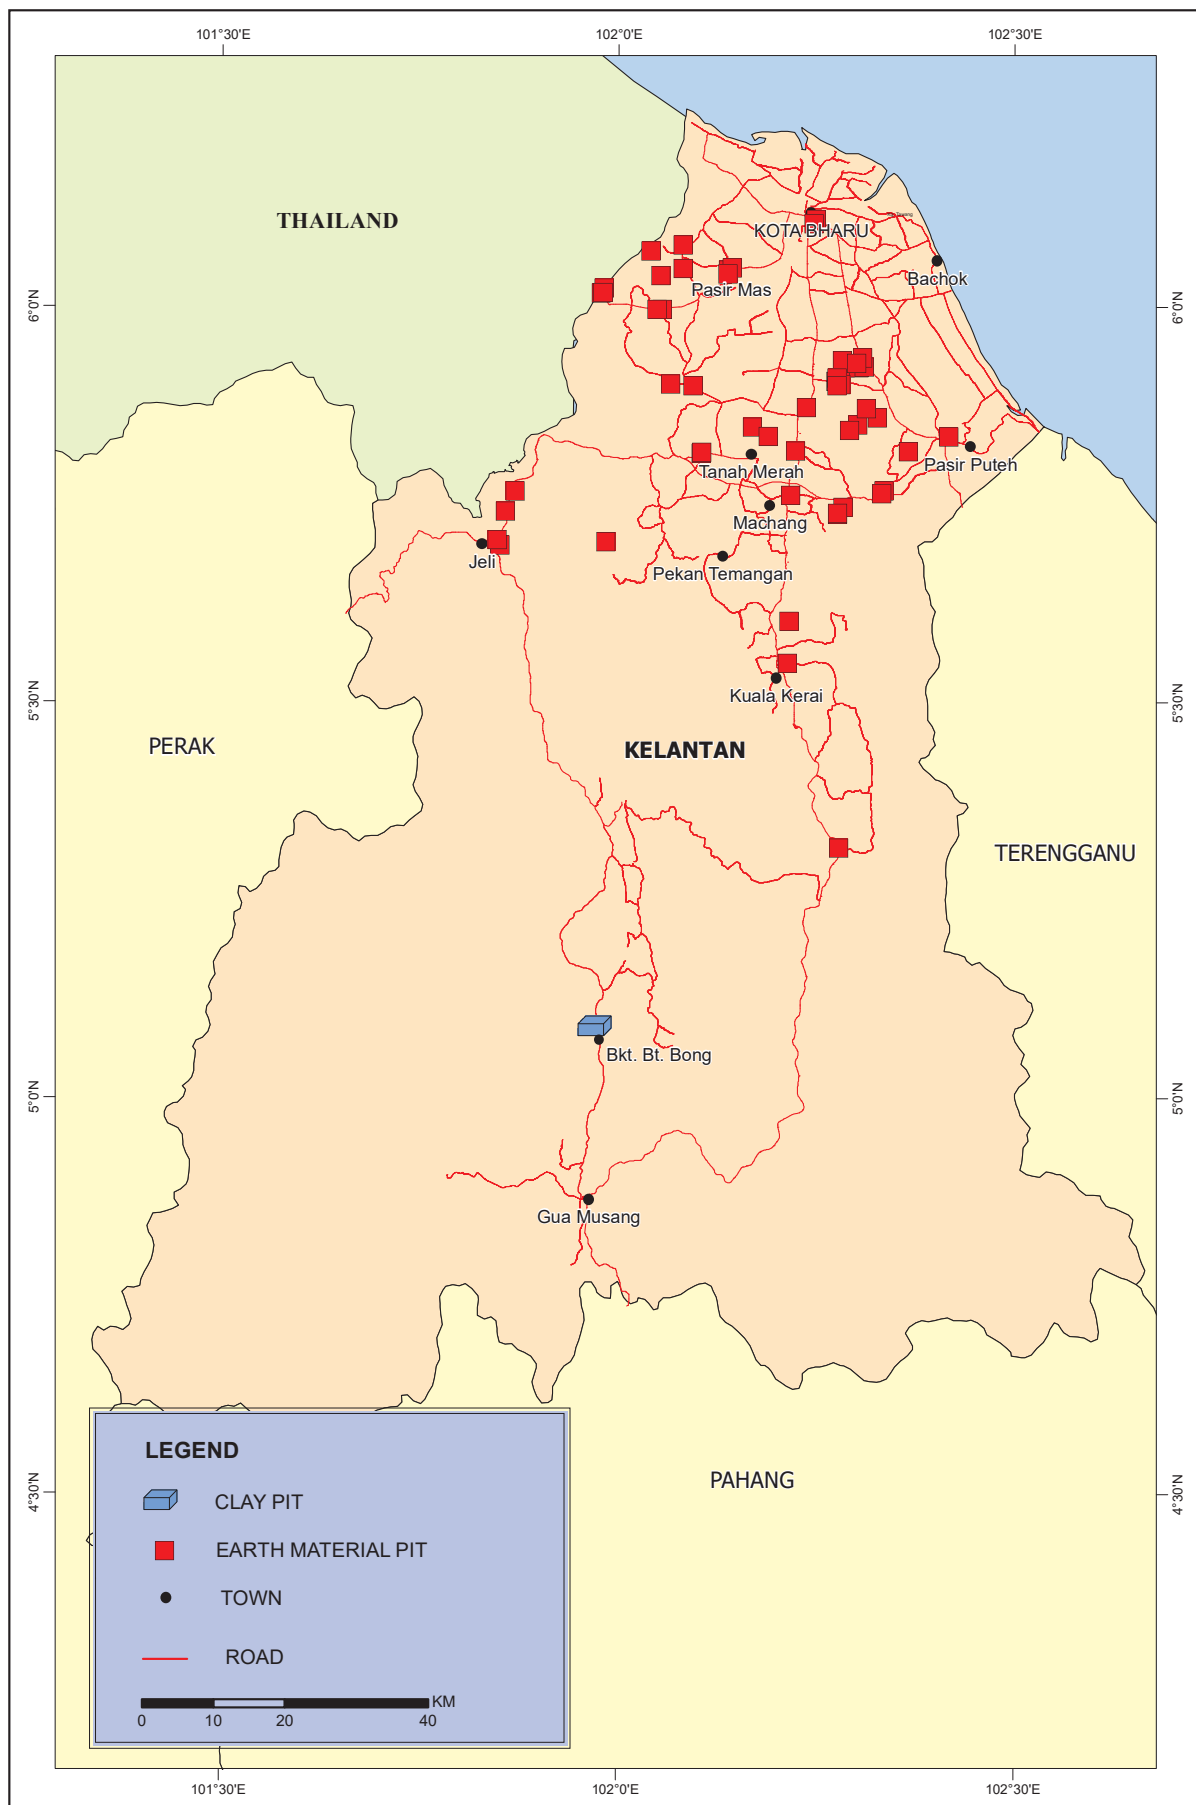 101°30'E
102°0'E
102°30'E
THAILAND
KOTA BHARU
Bachok
Pasir Mas
6°0'N
6°0'N
Pasir Puteh
Tanah Merah
Machang
Jeli
Pekan Temangan
Kuala Kerai
5°30'N
5°30'N
PERAK
KELANTAN
TERENGGANU
Bkt. Bt. Bong
5°0'N
5°0'N
Gua Musang
PAHANG
4°30'N
4°30'N
LEGEND
CLAY PIT
EARTH MATERIAL PIT
TOWN
ROAD
KM
0 10 20 40
101°30'E
102°0'E
102°30'E